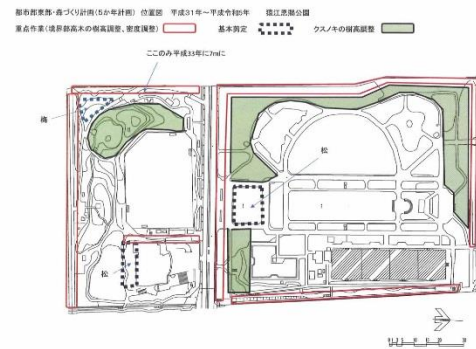 都市部東部・森づくり計画(5か年計画) 位置図 平成31年～平成令和5年 猿江恩賜公園
重点作業(境界部高木の樹高調整、密度調整) 基本剪定 クスノキの樹高調整
ここのみ平成33年に7mに
梅
松
松